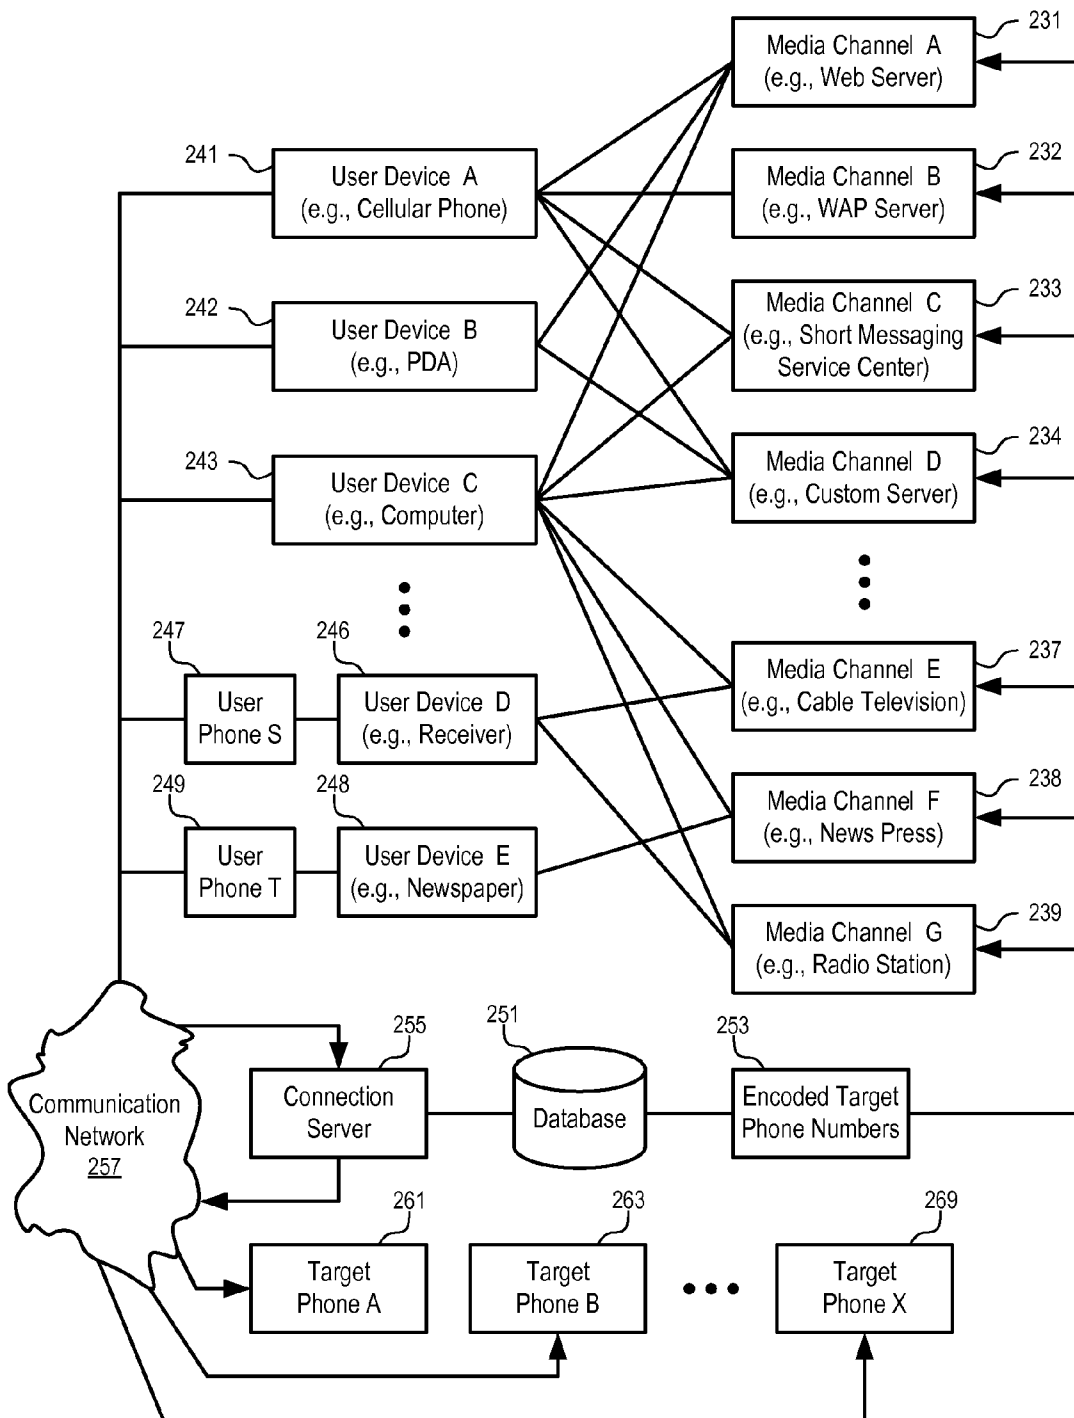 231
Media Channel A
(e.g., Web Server)
241
User Device A
(e.g., Cellular Phone)
232
Media Channel B
(e.g., WAP Server)
242
User Device B
(e.g., PDA)
233
Media Channel C
(e.g., Short Messaging
Service Center)
243
User Device C
(e.g., Computer)
234
Media Channel D
(e.g., Custom Server)
247
User
Phone S
246
User Device D
(e.g., Receiver)
237
Media Channel E
(e.g., Cable Television)
249
User
Phone T
248
User Device E
(e.g., Newspaper)
238
Media Channel F
(e.g., News Press)
239
Media Channel G
(e.g., Radio Station)
Communication
Network
257
255
Connection
Server
251
Database
253
Encoded Target
Phone Numbers
261
Target
Phone A
263
Target
Phone B
269
Target
Phone X